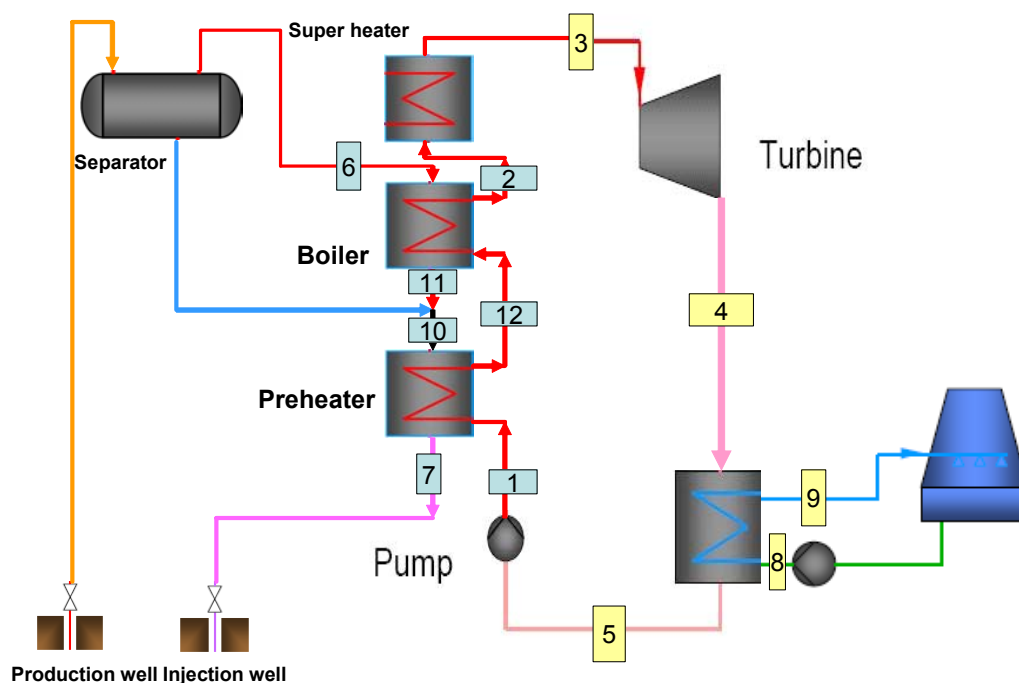 Super heater
3
Separator
Turbine
6
2
Boiler
11
10
12
4
Preheater
7
1
9
Pump
8
5
Production well
Injection well